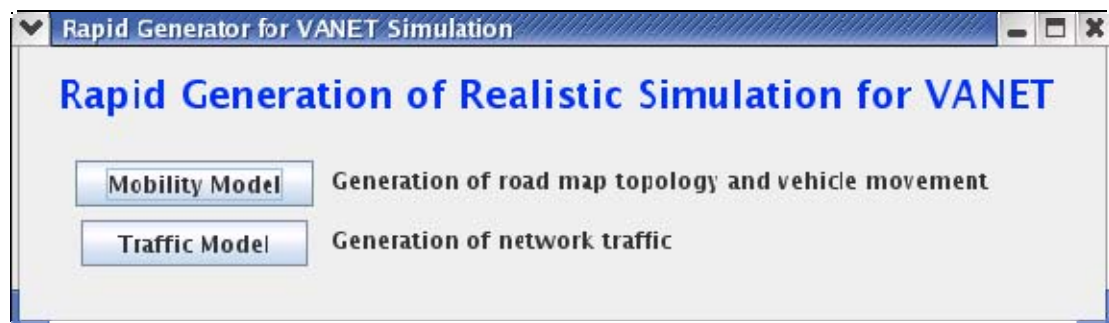 Rapid Generator for VANET Simulation
Rapid Generation of Realistic Simulation for VANET
Mobility Model Generation of road map topology and vehicle movement
Traffic Model Generation of network traffic